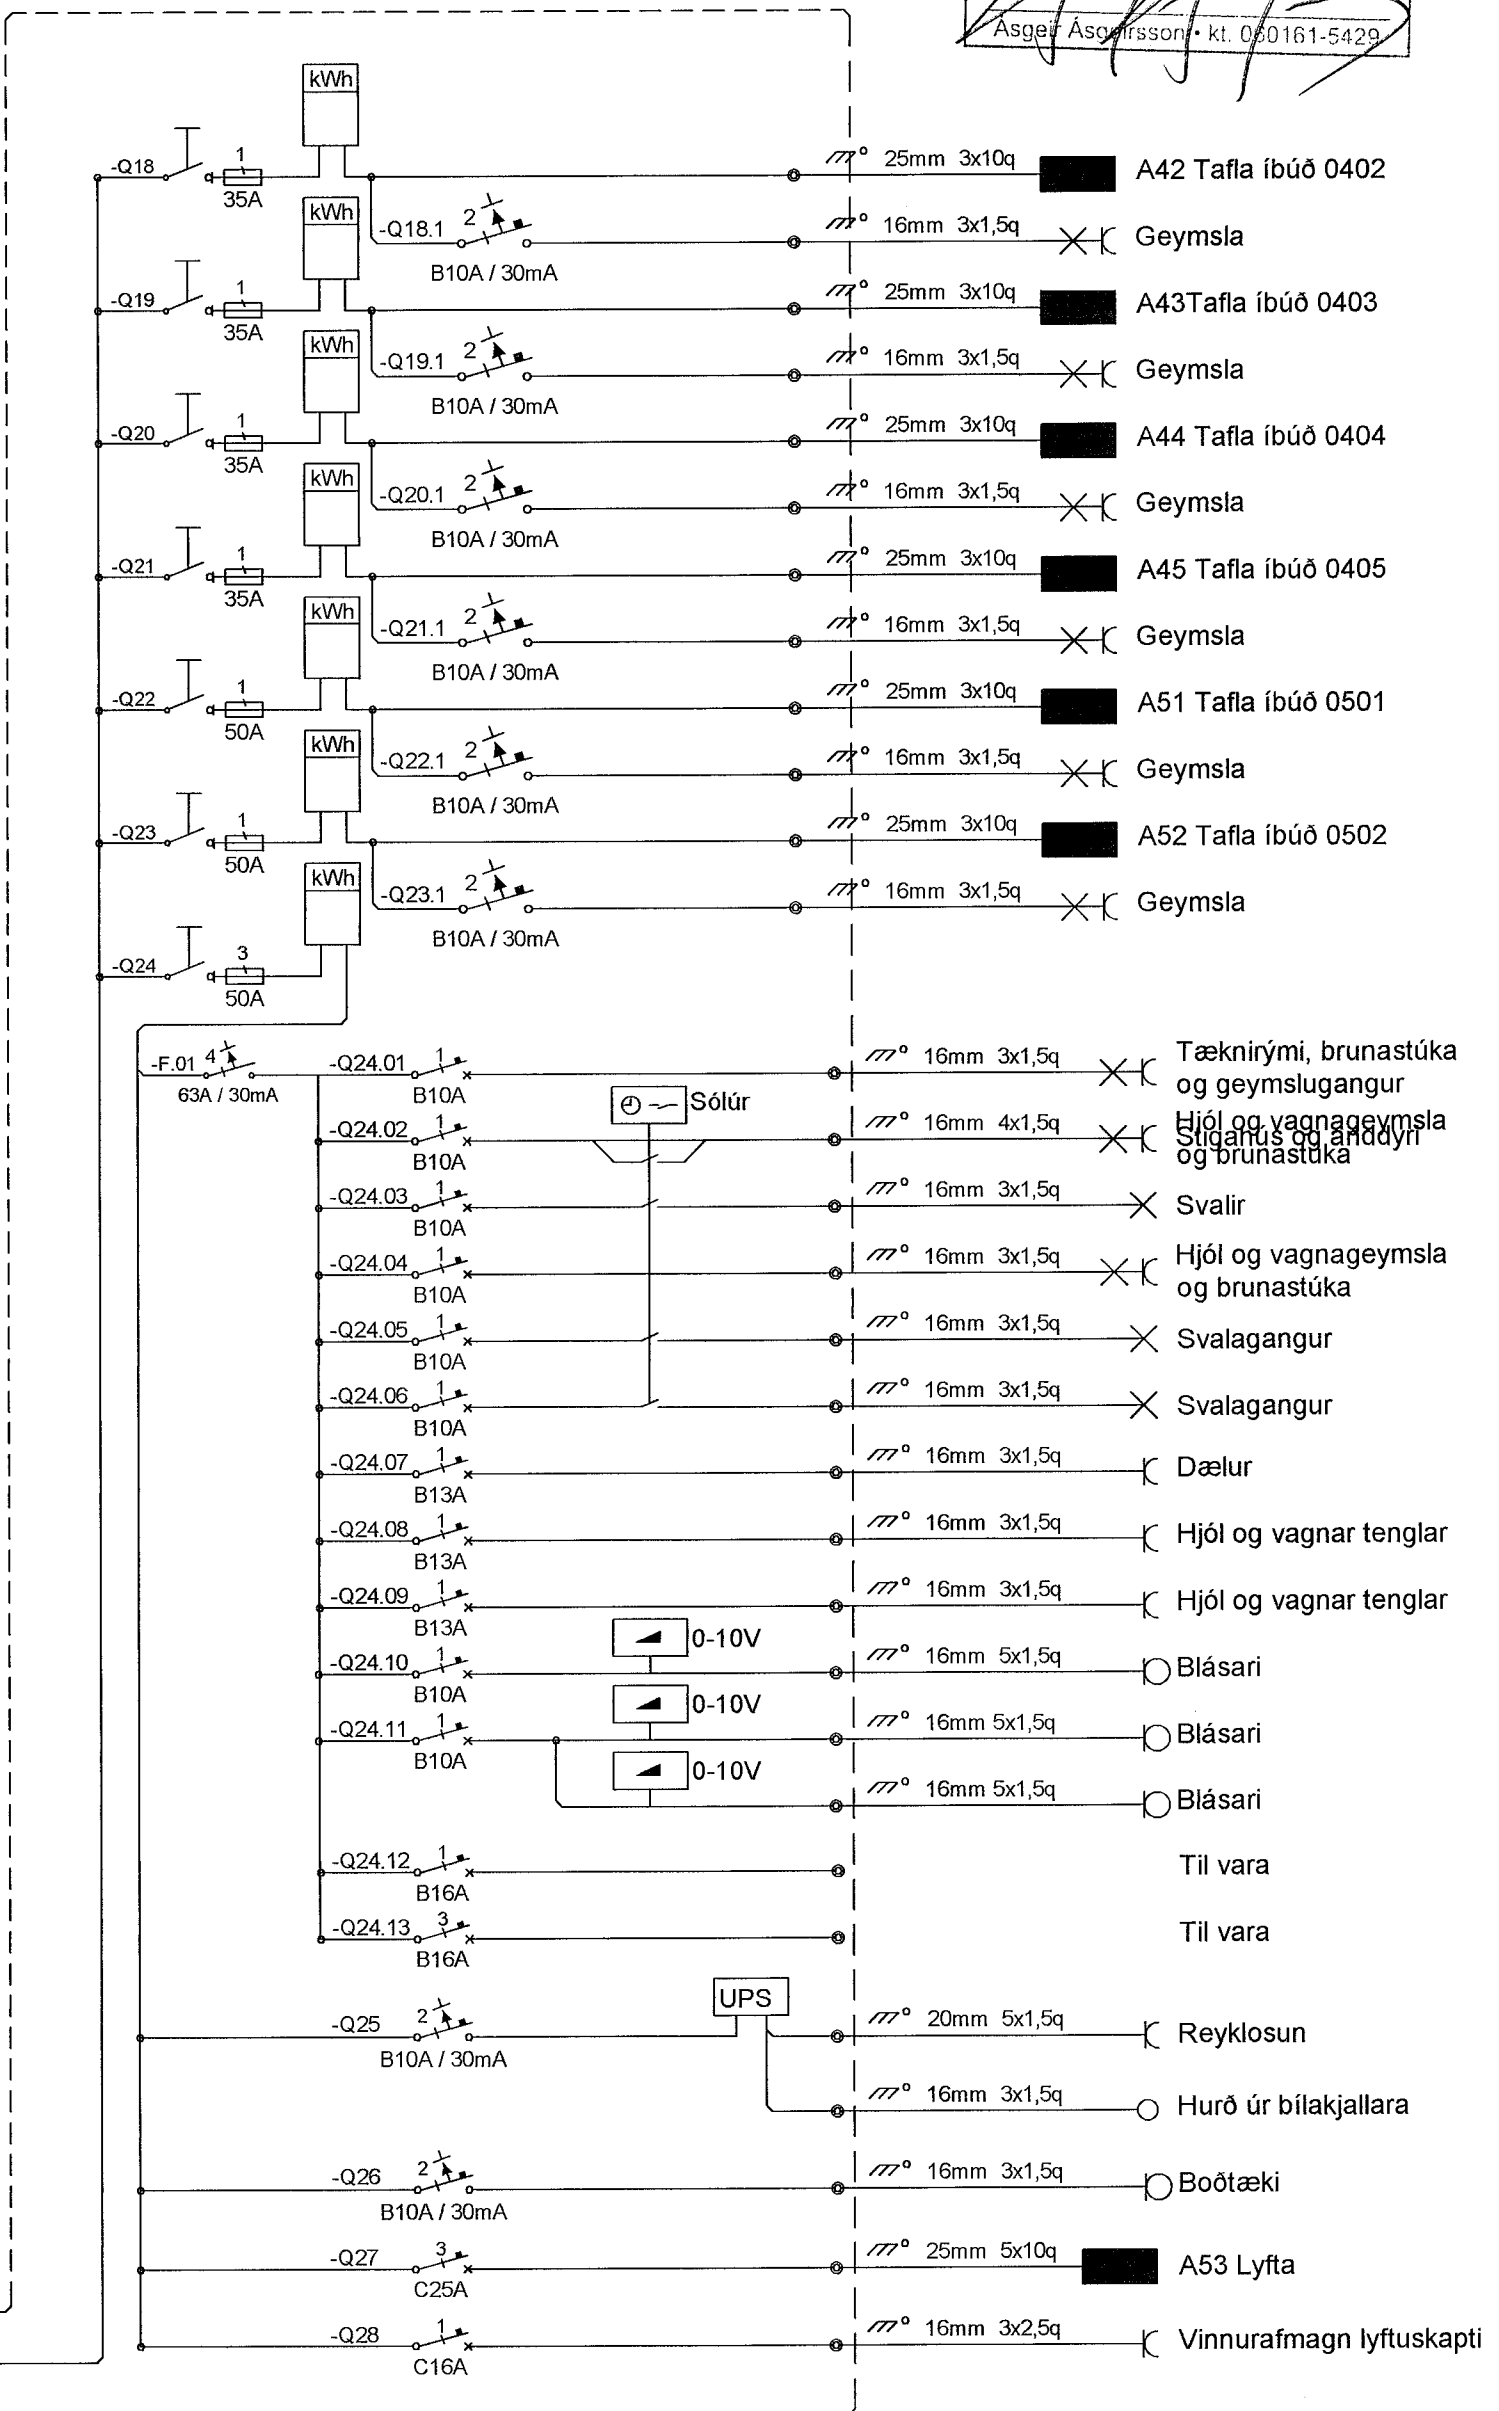 Ásgeir Ásgeirsson • kt. 060161-5429
kWh
-Q18 1 35A 25mm 3x10q A42 Tafla íbúð 0402
-Q18.1 2 B10A / 30mA 16mm 3x1,5q Geymsla
kWh
-Q19 1 35A 25mm 3x10q A43Tafla íbúð 0403
-Q19.1 2 B10A / 30mA 16mm 3x1,5q Geymsla
kWh
-Q20 1 35A 25mm 3x10q A44 Tafla íbúð 0404
-Q20.1 2 B10A / 30mA 16mm 3x1,5q Geymsla
kWh
-Q21 1 35A 25mm 3x10q A45 Tafla íbúð 0405
-Q21.1 2 B10A / 30mA 16mm 3x1,5q Geymsla
kWh
-Q22 1 50A 25mm 3x10q A51 Tafla íbúð 0501
-Q22.1 2 B10A / 30mA 16mm 3x1,5q Geymsla
kWh
-Q23 1 50A 25mm 3x10q A52 Tafla íbúð 0502
-Q23.1 2 B10A / 30mA 16mm 3x1,5q Geymsla
kWh
-Q24 3 50A
-F.01 4 63A / 30mA
-Q24.01 1 B10A 16mm 3x1,5q Tæknirými, brunastúka
og geymslugangur
Sólúr
-Q24.02 1 B10A 16mm 4x1,5q Hjól og vagnageymsla
Stigahús og anddyri
og brunastúka
-Q24.03 1 B10A 16mm 3x1,5q Svalir
-Q24.04 1 B10A 16mm 3x1,5q Hjól og vagnageymsla
og brunastúka
-Q24.05 1 B10A 16mm 3x1,5q Svalagangur
-Q24.06 1 B10A 16mm 3x1,5q Svalagangur
-Q24.07 1 B13A 16mm 3x1,5q Dælur
-Q24.08 1 B13A 16mm 3x1,5q Hjól og vagnar tenglar
-Q24.09 1 B13A 16mm 3x1,5q Hjól og vagnar tenglar
-Q24.10 1 B10A 0-10V 16mm 5x1,5q Blásari
-Q24.11 1 B10A 0-10V 16mm 5x1,5q Blásari
0-10V 16mm 5x1,5q Blásari
-Q24.12 1 B16A Til vara
-Q24.13 3 B16A Til vara
UPS
-Q25 2 B10A / 30mA 20mm 5x1,5q Reyklosun
16mm 3x1,5q Hurð úr bílakjallara
-Q26 2 B10A / 30mA 16mm 3x1,5q Boðtæki
-Q27 3 C25A 25mm 5x10q A53 Lyfta
-Q28 1 C16A 16mm 3x2,5q Vinnurafmagn lyftuskapti